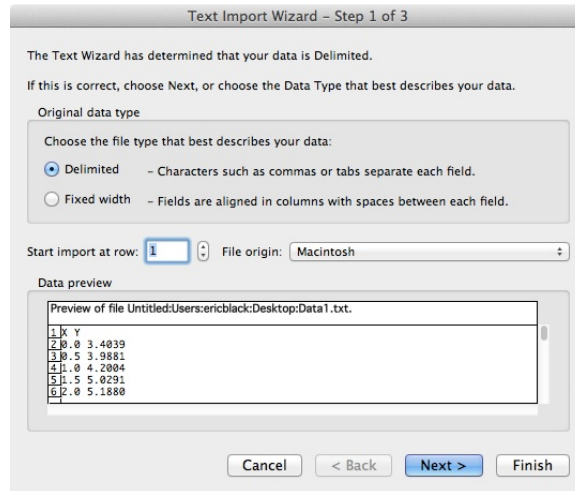 Text Import Wizard – Step 1 of 3
The Text Wizard has determined that your data is Delimited.
If this is correct, choose Next, or choose the Data Type that best describes your data.
Original data type
Choose the file type that best describes your data:
Delimited – Characters such as commas or tabs separate each field.
Fixed width – Fields are aligned in columns with spaces between each field.
Start import at row: 1 File origin: Macintosh
Data preview
Preview of file Untitled:Users:ericblack:Desktop:Data1.txt.
1 X Y
2 0.0 3.4039
3 0.5 3.9881
4 1.0 4.2004
5 1.5 5.0291
6 2.0 5.1880
Cancel < Back Next > Finish